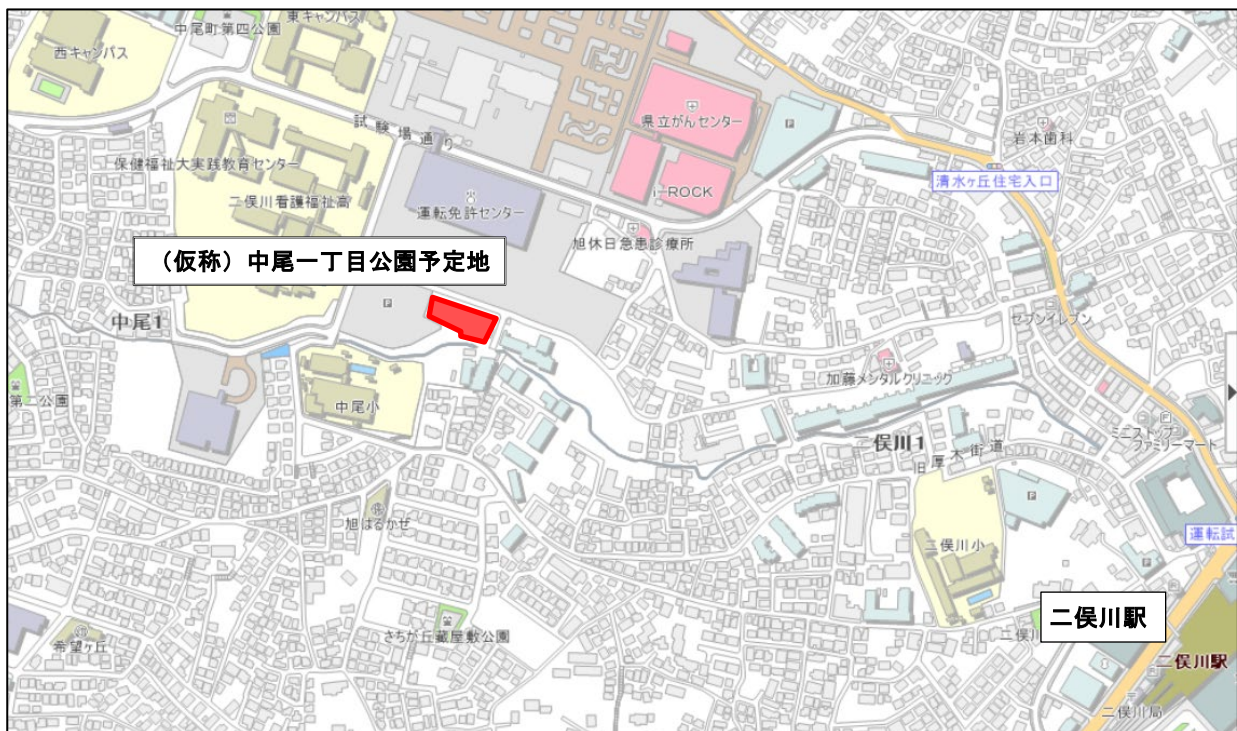 中尾町第四公園
東キャンパス
西キャンパス
試験場通り
県立がんセンター
P
岩本歯科
保健福祉大実践教育センター
清水ヶ丘住宅入口
i-ROCK
二俣川看護福祉高
運転免許センター
旭休日急患診療所
(仮称)中尾一丁目公園予定地
P
中尾1
セブンイレブン
加藤メンタルクリニック
第二公園
中尾小
ミニストップ
ファミリーマート
二俣川1
旧厚木街道
P
旭はるかぜ
運転試
二俣川小
P
さちが丘蔵屋敷公園
二俣川駅
希望ヶ丘
二俣川駅
二俣川局